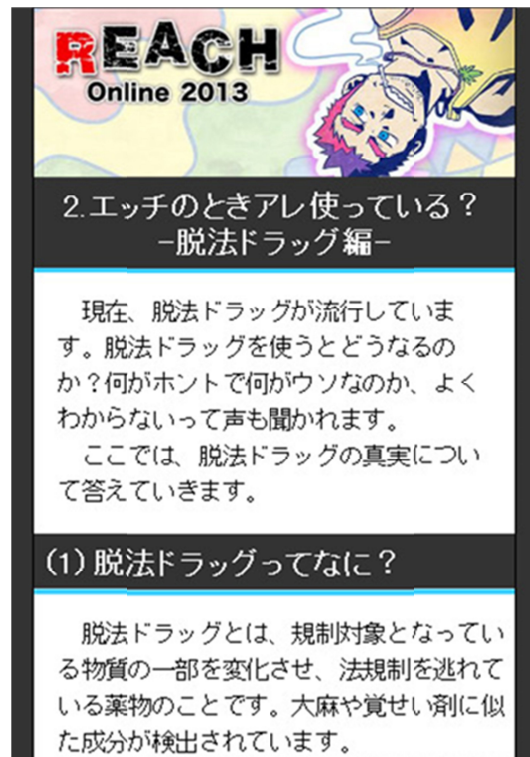 REACH
Online 2013
2.エッチのときアレ使っている？
－脱法ドラッグ編－
現在、脱法ドラッグが流行していま
す。脱法ドラッグを使うとどうなるの
か？何がホントで何がウソなのか、よく
わからないって声も聞かれます。
ここでは、脱法ドラッグの真実につい
て答えていきます。
(1)脱法ドラッグってなに？
脱法ドラッグとは、規制対象となってい
る物質の一部を変化させ、法規制を逃れて
いる薬物のことです。大麻や覚せい剤に似
た成分が検出されています。